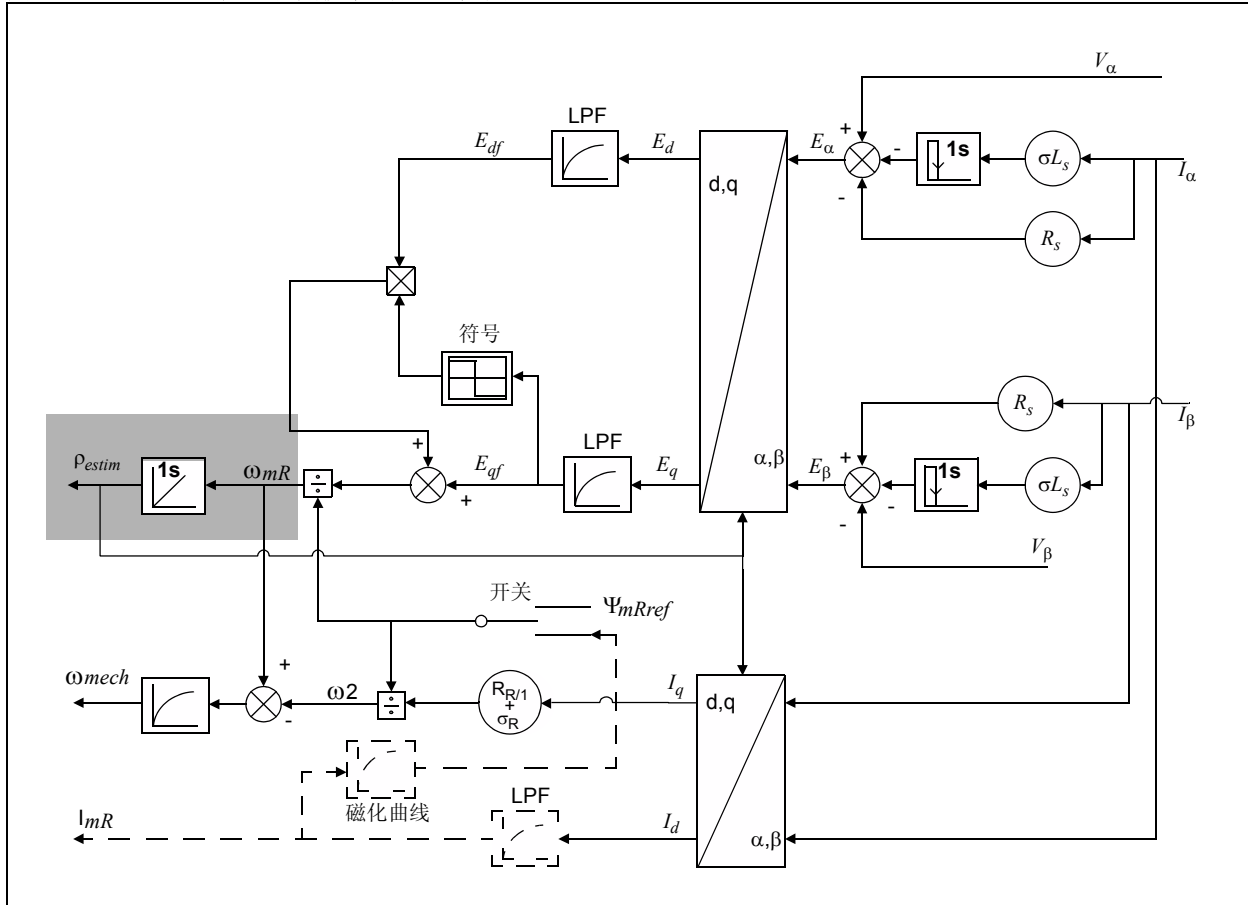 Vα
LPF
Edf
Ed
d,q
Eα
+
-
1s
σLs
Iα
-
Rs
符号
Rs
Iβ
ρestim
1s
ωmR
÷
+
Eqf
+
LPF
Eq
α,β
Eβ
+
-
1s
σLs
-
Vβ
开关
ΨmRref
ωmech
+
-
ω2
÷
RR/1
+
σR
Iq
d,q
磁化曲线
LPF
ImR
Id
α,β